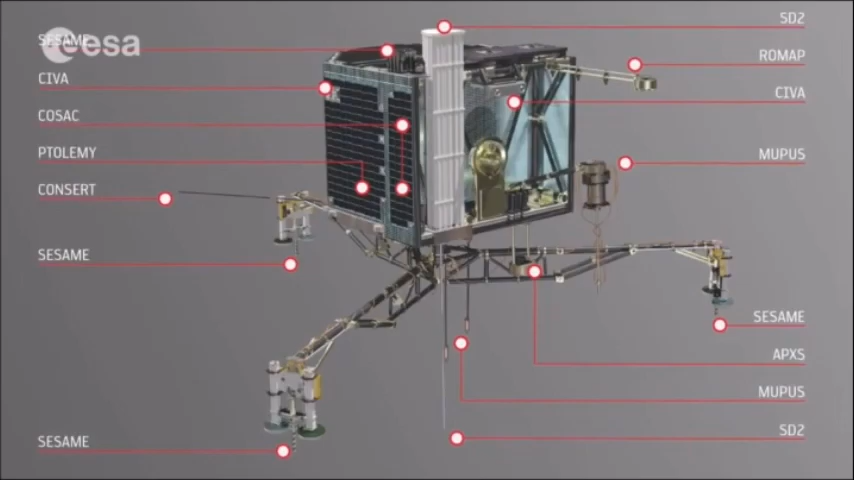 esa
SESAME
CIVA
COSAC
PTOLEMY
CONSERT
SESAME
SESAME
SD2
ROMAP
CIVA
MUPUS
SESAME
APXS
MUPUS
SD2